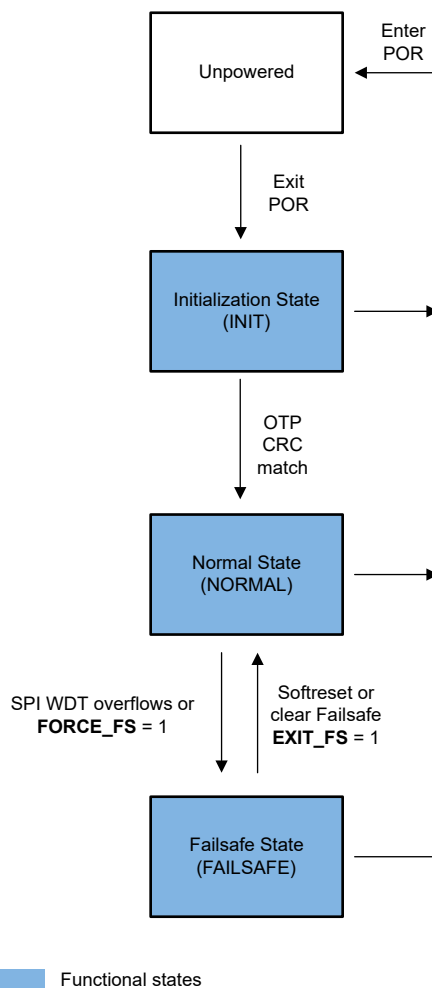 Enter
POR
Unpowered
Exit
POR
Initialization State
(INIT)
OTP
CRC
match
Normal State
(NORMAL)
SPI WDT overflows or
FORCE_FS = 1
Softreset or
clear Failsafe
EXIT_FS = 1
Failsafe State
(FAILSAFE)
Functional states